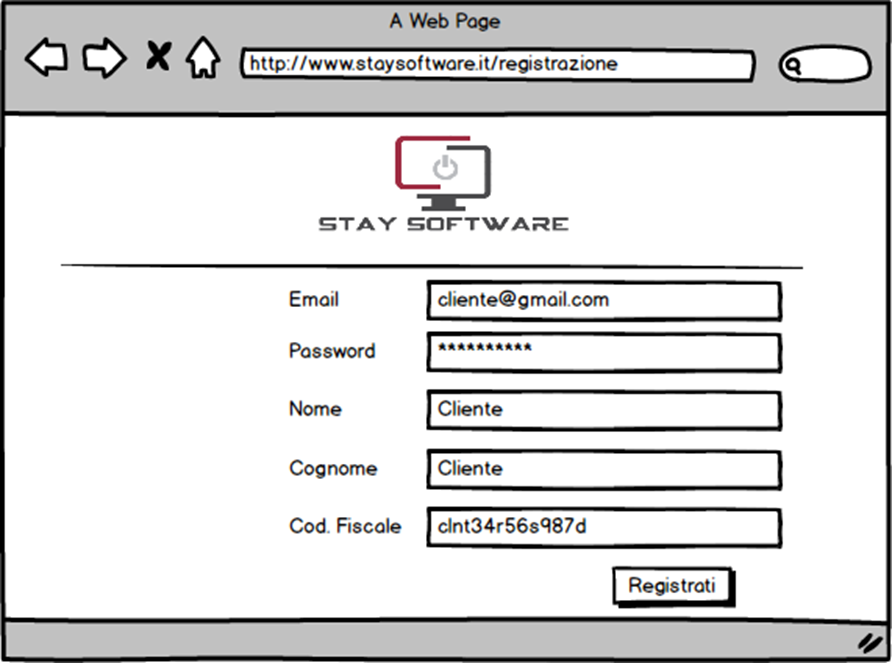 A Web Page
http://www.staysoftware.it/registrazione
STAY SOFTWARE
Email cliente@gmail.com
Password **********
Nome Cliente
Cognome Cliente
Cod. Fiscale clnt34r56s987d
Registrati